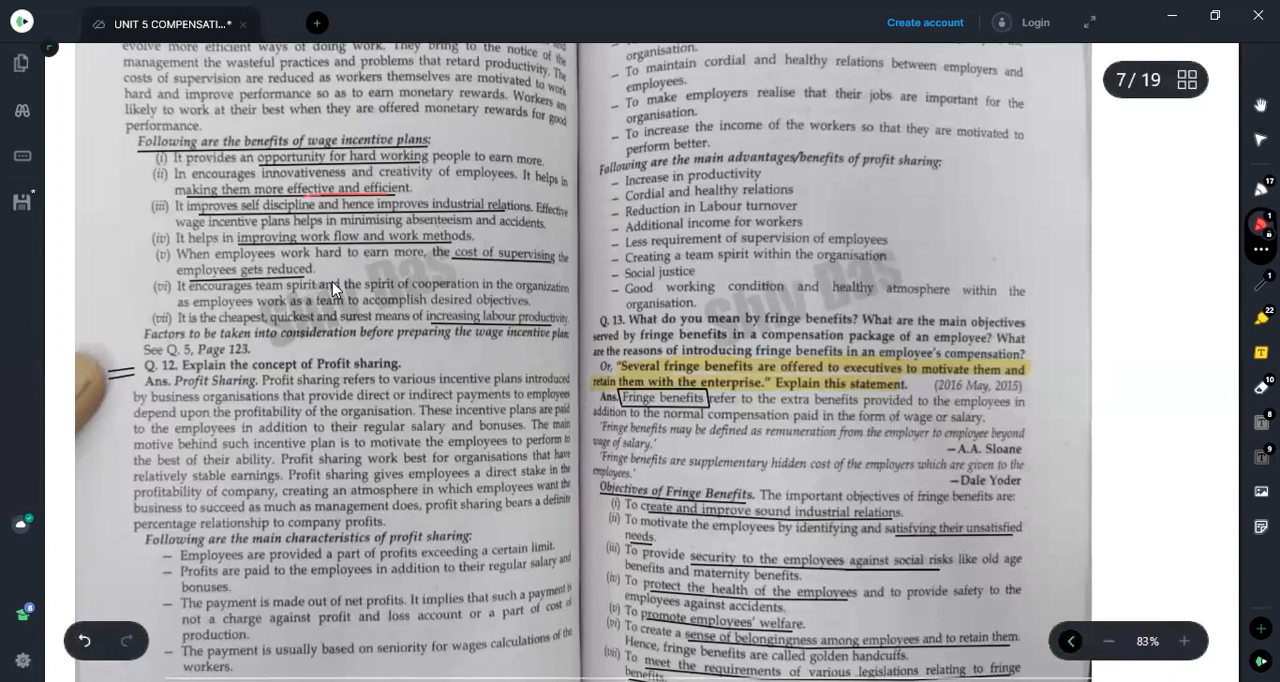 UNIT 5 COMPENSATI...*
Create account
Login
7 / 19
evolve more efficient ways of doing work. They bring to the notice of the
management the wasteful practices and problems that retard productivity. The
costs of supervision are reduced as workers themselves are motivated to work
hard and improve performance so as to earn monetary rewards. Workers are
likely to work at their best when they are offered monetary rewards for good
performance.
Following are the benefits of wage incentive plans:
(i) It provides an opportunity for hard working people to earn more.
(ii) In encourages innovativeness and creativity of employees. It helps in
making them more effective and efficient.
(iii) It improves self discipline and hence improves industrial relations. Effective
wage incentive plans helps in minimising absenteeism and accidents.
(iv) It helps in improving work flow and work methods.
(v) When employees work hard to earn more, the cost of supervising the
employees gets reduced.
(vi) It encourages team spirit and the spirit of cooperation in the organization
as employees work as a team to accomplish desired objectives.
(vii) It is the cheapest, quickest and surest means of increasing labour productivity.
Factors to be taken into consideration before preparing the wage incentive plan:
See Q. 5, Page 123.
Q. 12. Explain the concept of Profit sharing.
Ans. Profit Sharing. Profit sharing refers to various incentive plans introduced
by business organisations that provide direct or indirect payments to employees
depend upon the profitability of the organisation. These incentive plans are paid
to the employees in addition to their regular salary and bonuses. The main
motive behind such incentive plan is to motivate the employees to perform to
the best of their ability. Profit sharing work best for organisations that have
relatively stable earnings. Profit sharing gives employees a direct stake in the
profitability of company, creating an atmosphere in which employees want the
business to succeed as much as management does, profit sharing bears a definite
percentage relationship to company profits.
Following are the main characteristics of profit sharing:
– Employees are provided a part of profits exceeding a certain limit.
– Profits are paid to the employees in addition to their regular salary and
bonuses.
– The payment is made out of net profits. It implies that such a payment is
not a charge against profit and loss account or a part of cost of
production.
– The payment is usually based on seniority for wages calculations of the
workers.
organisation.
– To maintain cordial and healthy relations between employers and
employees.
– To make employers realise that their jobs are important for the
organisation.
– To increase the income of the workers so that they are motivated to
perform better.
Following are the main advantages/benefits of profit sharing:
– Increase in productivity
– Cordial and healthy relations
– Reduction in Labour turnover
– Additional income for workers
– Less requirement of supervision of employees
– Creating a team spirit within the organisation
– Social justice
– Good working condition and healthy atmosphere within the
organisation.
Q. 13. What do you mean by fringe benefits? What are the main objectives
served by fringe benefits in a compensation package of an employee? What
are the reasons of introducing fringe benefits in an employee's compensation?
Or, "Several fringe benefits are offered to executives to motivate them and
retain them with the enterprise." Explain this statement. (2016 May, 2015)
Ans. Fringe benefits refer to the extra benefits provided to the employees in
addition to the normal compensation paid in the form of wage or salary.
'Fringe benefits may be defined as remuneration from the employer to employee beyond
wage of salary.'
—A.A. Sloane
'Fringe benefits are supplementary hidden cost of the employers which are given to the
employees.'
—Dale Yoder
Objectives of Fringe Benefits. The important objectives of fringe benefits are:
(i) To create and improve sound industrial relations.
(ii) To motivate the employees by identifying and satisfying their unsatisfied
needs.
(iii) To provide security to the employees against social risks like old age
benefits and maternity benefits.
(iv) To protect the health of the employees and to provide safety to the
employees against accidents.
(v) To promote employees' welfare.
(vi) To create a sense of belongingness among employees and to retain them.
Hence, fringe benefits are called golden handcuffs.
(vii) To meet the requirements of various legislations relating to fringe
benefits.
Shiv Das
Shiv Das
83%
17
1
1
22
10
8
9
8